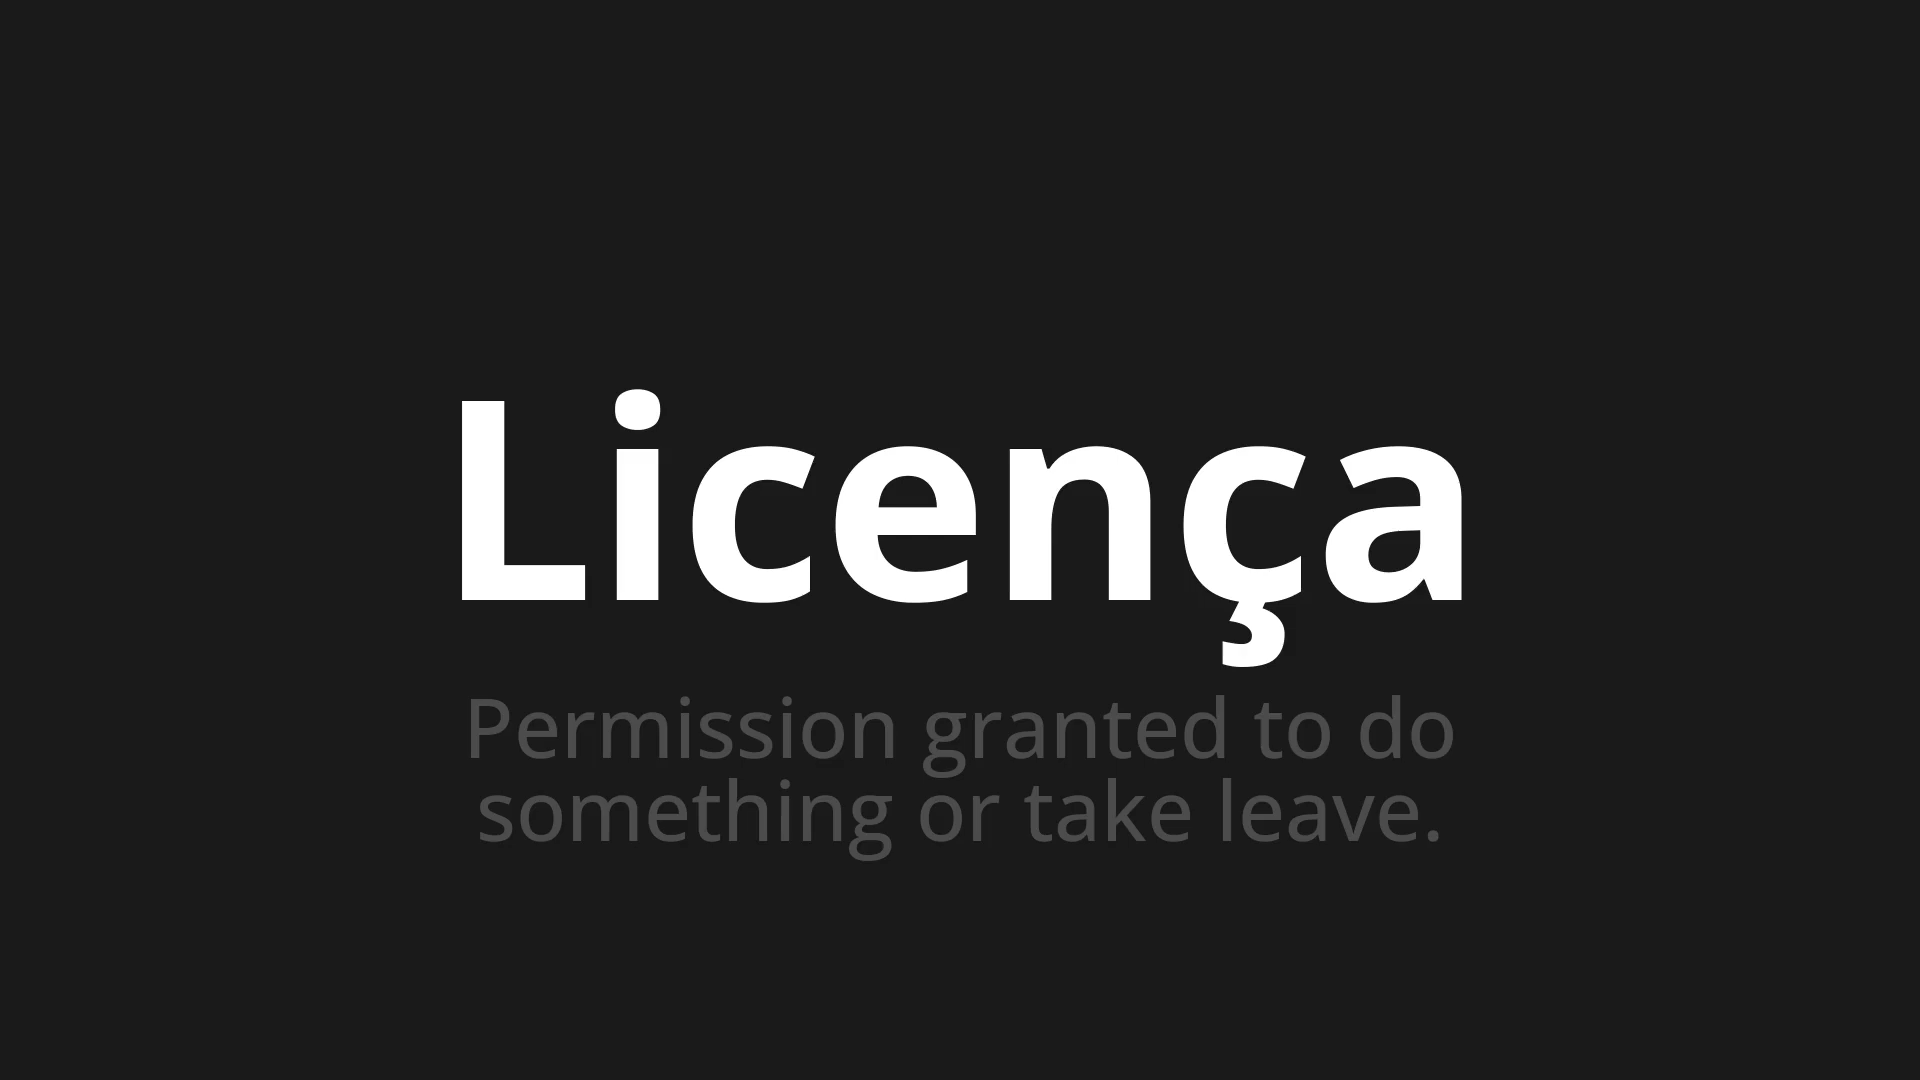 Licença
Permission granted to do
something or take leave.